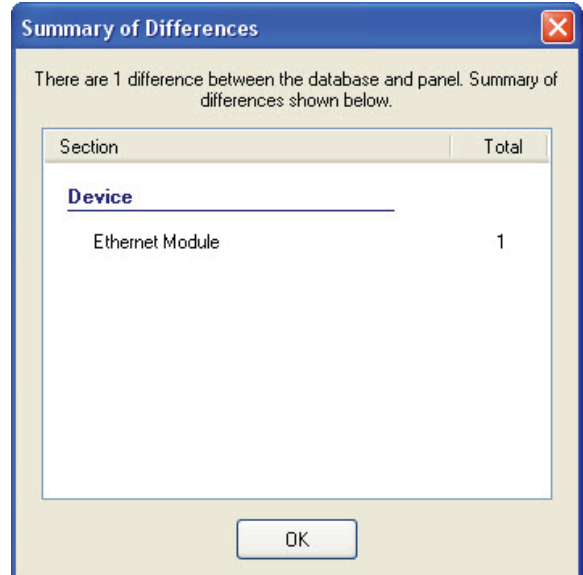 Summary of Differences
There are 1 difference between the database and panel. Summary of
differences shown below.
Section Total
Device
Ethernet Module 1
OK